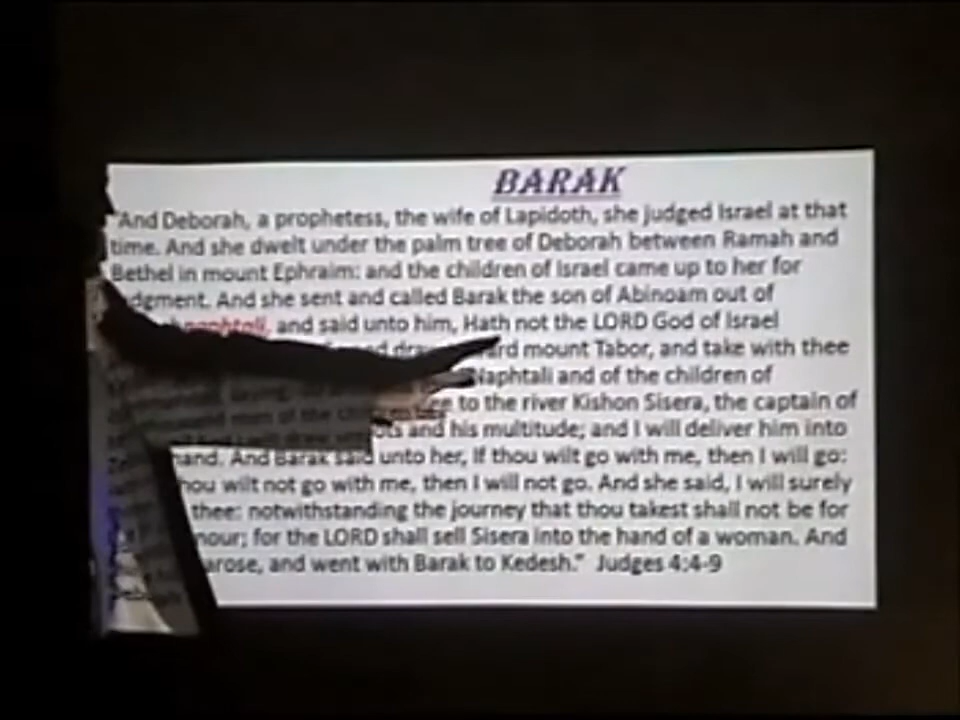 BARAK
"And Deborah, a prophetess, the wife of Lapidoth, she judged Israel at that
time. And she dwelt under the palm tree of Deborah between Ramah and
Bethel in mount Ephraim: and the children of Israel came up to her for
And she sent and called Barak the son of Abinoam out of
and said unto him, Hath not the LORD God of Israel
mount Tabor, and take with thee
Naphtali and of the children of
to the river Kishon Sisera, the captain of
and his multitude; and I will deliver him into
hand. And Barak said unto her, If thou wilt go with me, then I will go:
thou wilt not go with me, then I will not go. And she said, I will surely
thee: notwithstanding the journey that thou takest shall not be for
for the LORD shall sell Sisera into the hand of a woman. And
arose, and went with Barak to Kedesh." Judges 4:4-9